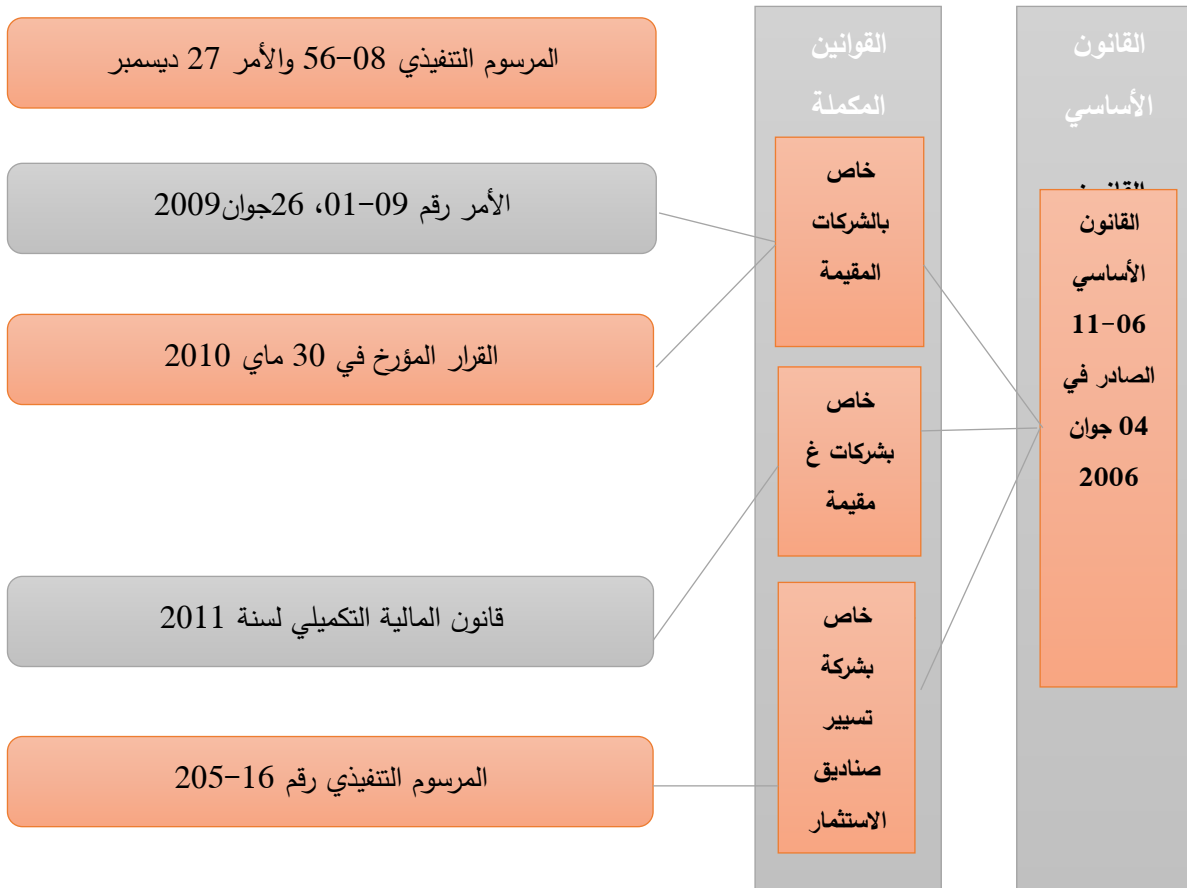 القانون
الأساسي
القانون
القانون
الأساسي
11-06
الصادر في
04 جوان
2006
القوانين
المكملة
خاص
بالشركات
المقيمة
خاص
بشركات غ
مقيمة
خاص
بشركة
تسيير
صناديق
الاستثمار
المرسوم التنفيذي 08-56 والأمر 27 ديسمبر
الأمر رقم 09-01، 26جوان2009
القرار المؤرخ في 30 ماي 2010
قانون المالية التكميلي لسنة 2011
المرسوم التنفيذي رقم 16-205